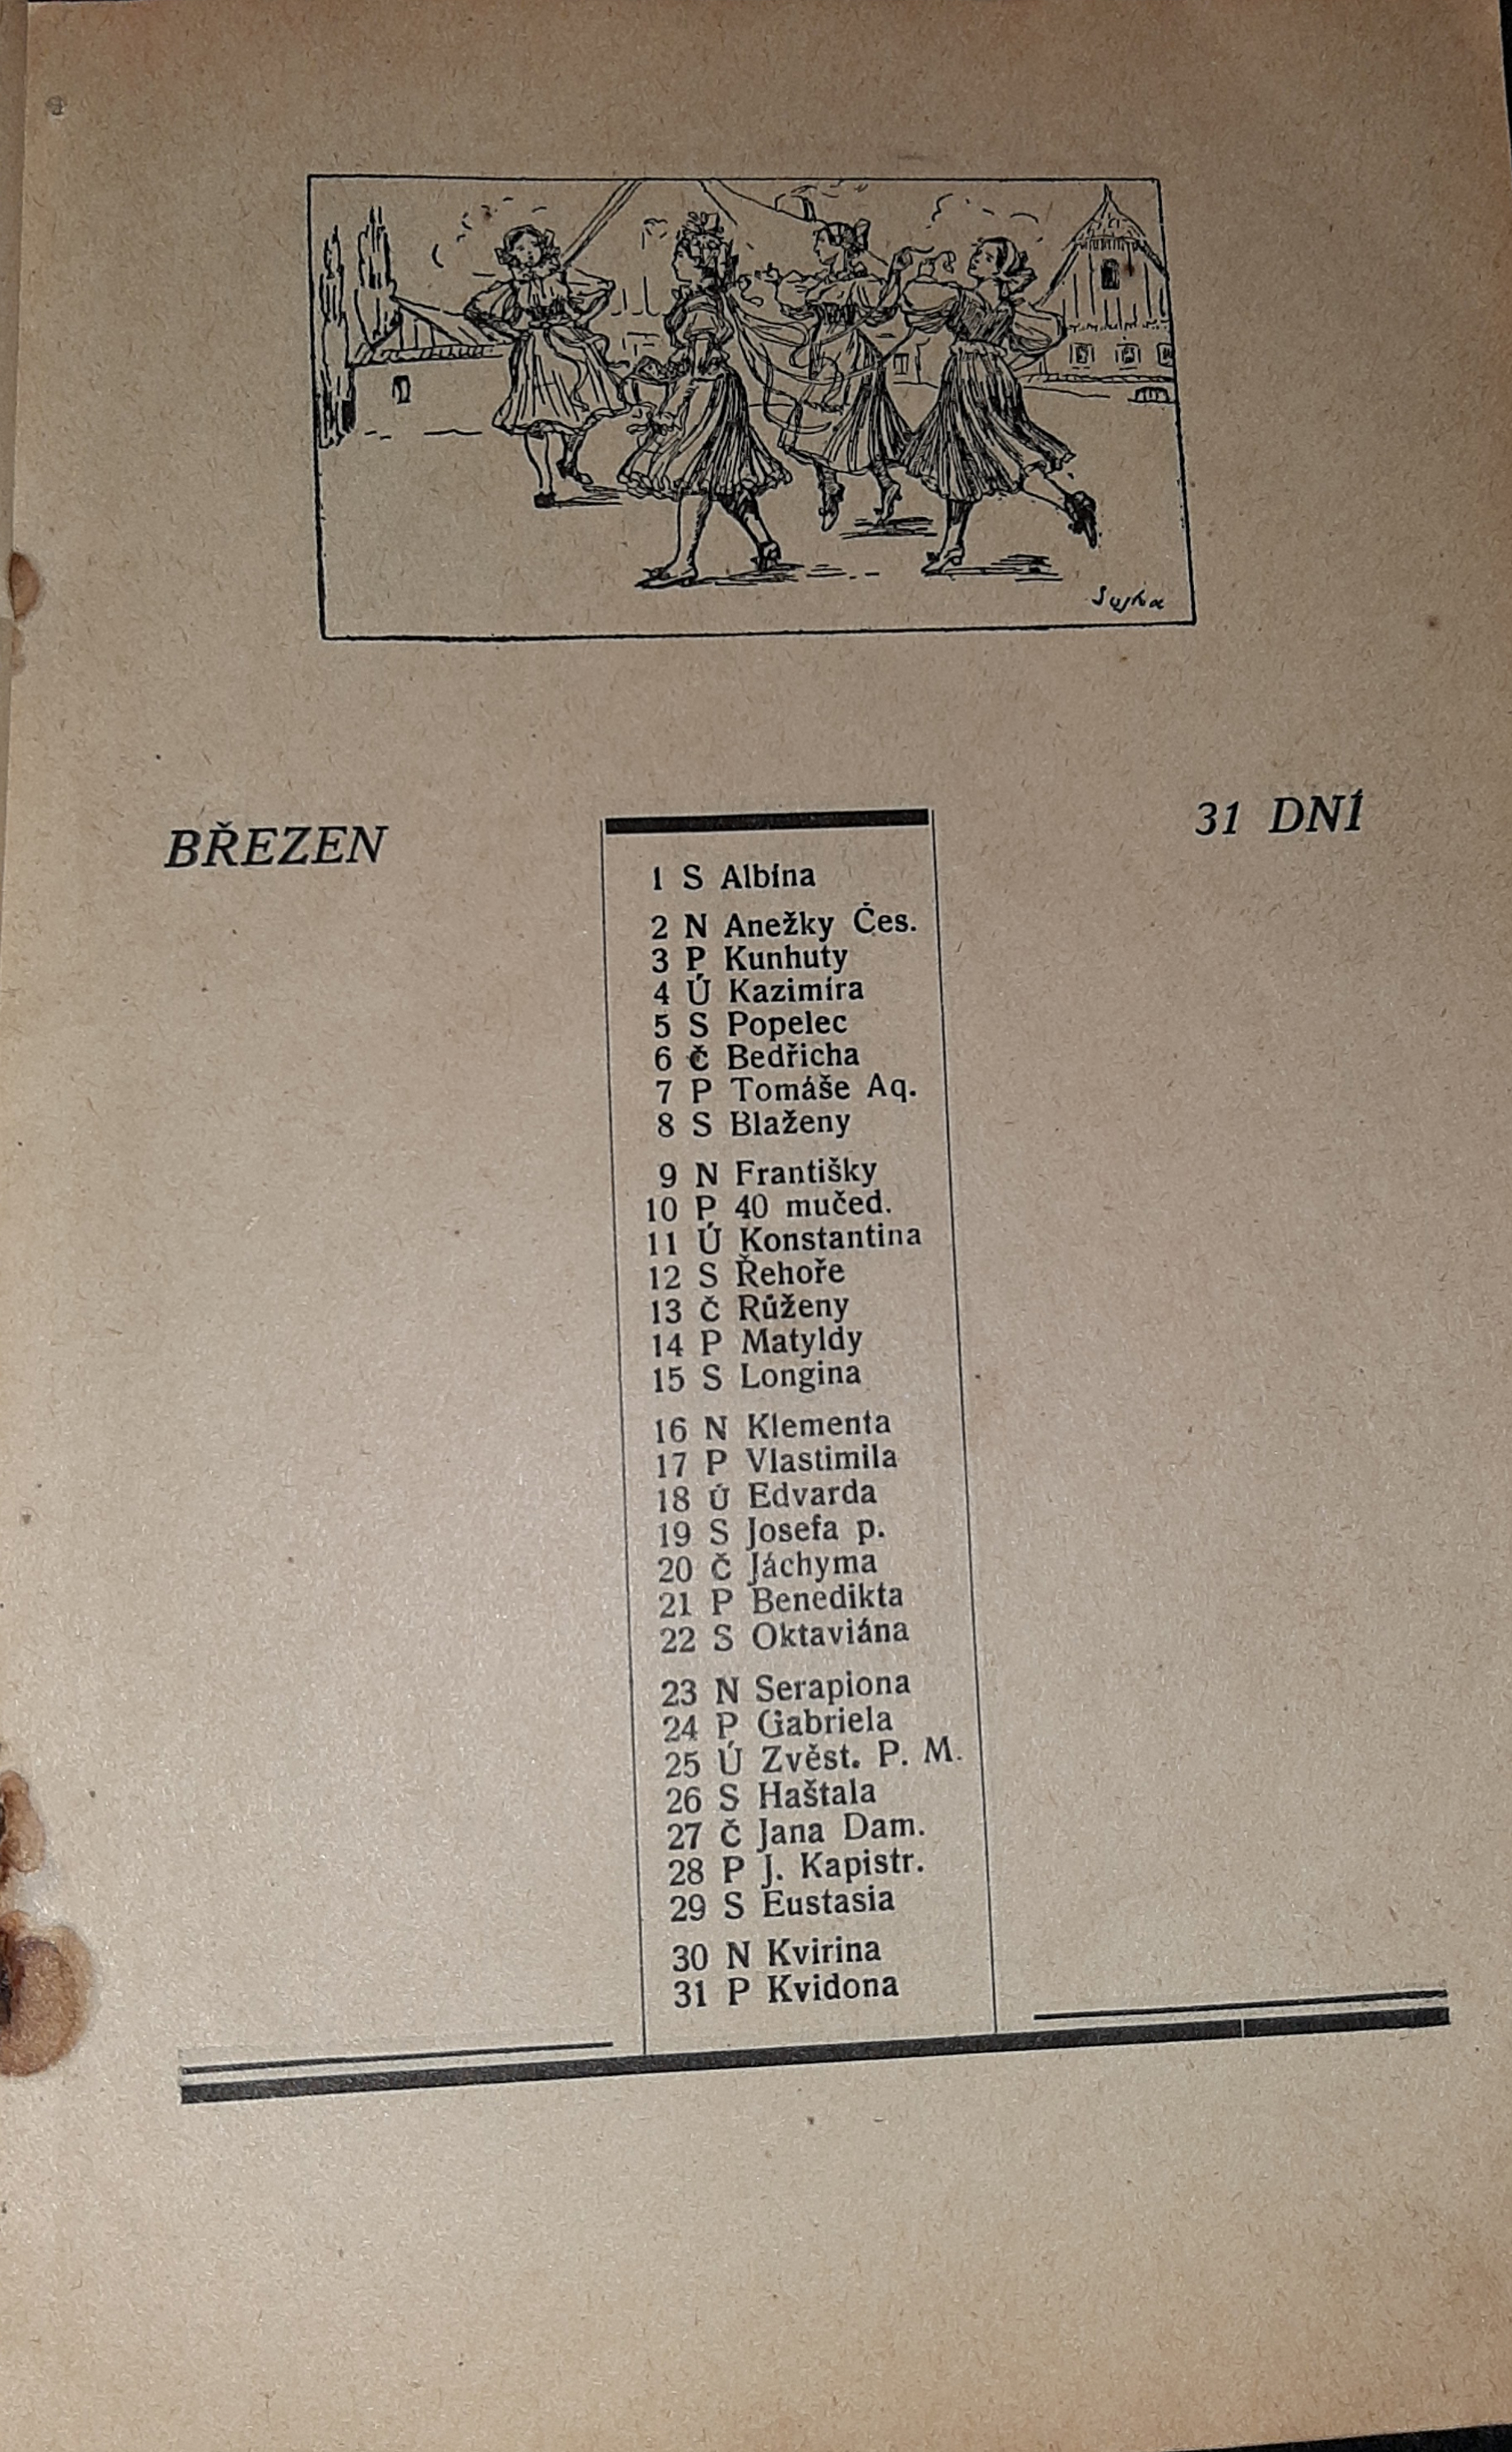 BŘEZEN
31 DNÍ
1 S Albína
2 N Anežky Čes.
3 P Kunhuty
4 Ú Kazimíra
5 S Popelec
6 Č Bedřicha
7 P Tomáše Aq.
8 S Blaženy
9 N Františky
10 P 40 mučed.
11 Ú Konstantina
12 S Řehoře
13 Č Růženy
14 P Matyldy
15 S Longina
16 N Klementa
17 P Vlastimila
18 Ú Edvarda
19 S Josefa p.
20 Č Jáchyma
21 P Benedikta
22 S Oktaviána
23 N Serapiona
24 P Gabriela
25 Ú Zvěst. P. M.
26 S Haštala
27 Č Jana Dam.
28 P J. Kapistr.
29 S Eustasia
30 N Kvirina
31 P Kvidona